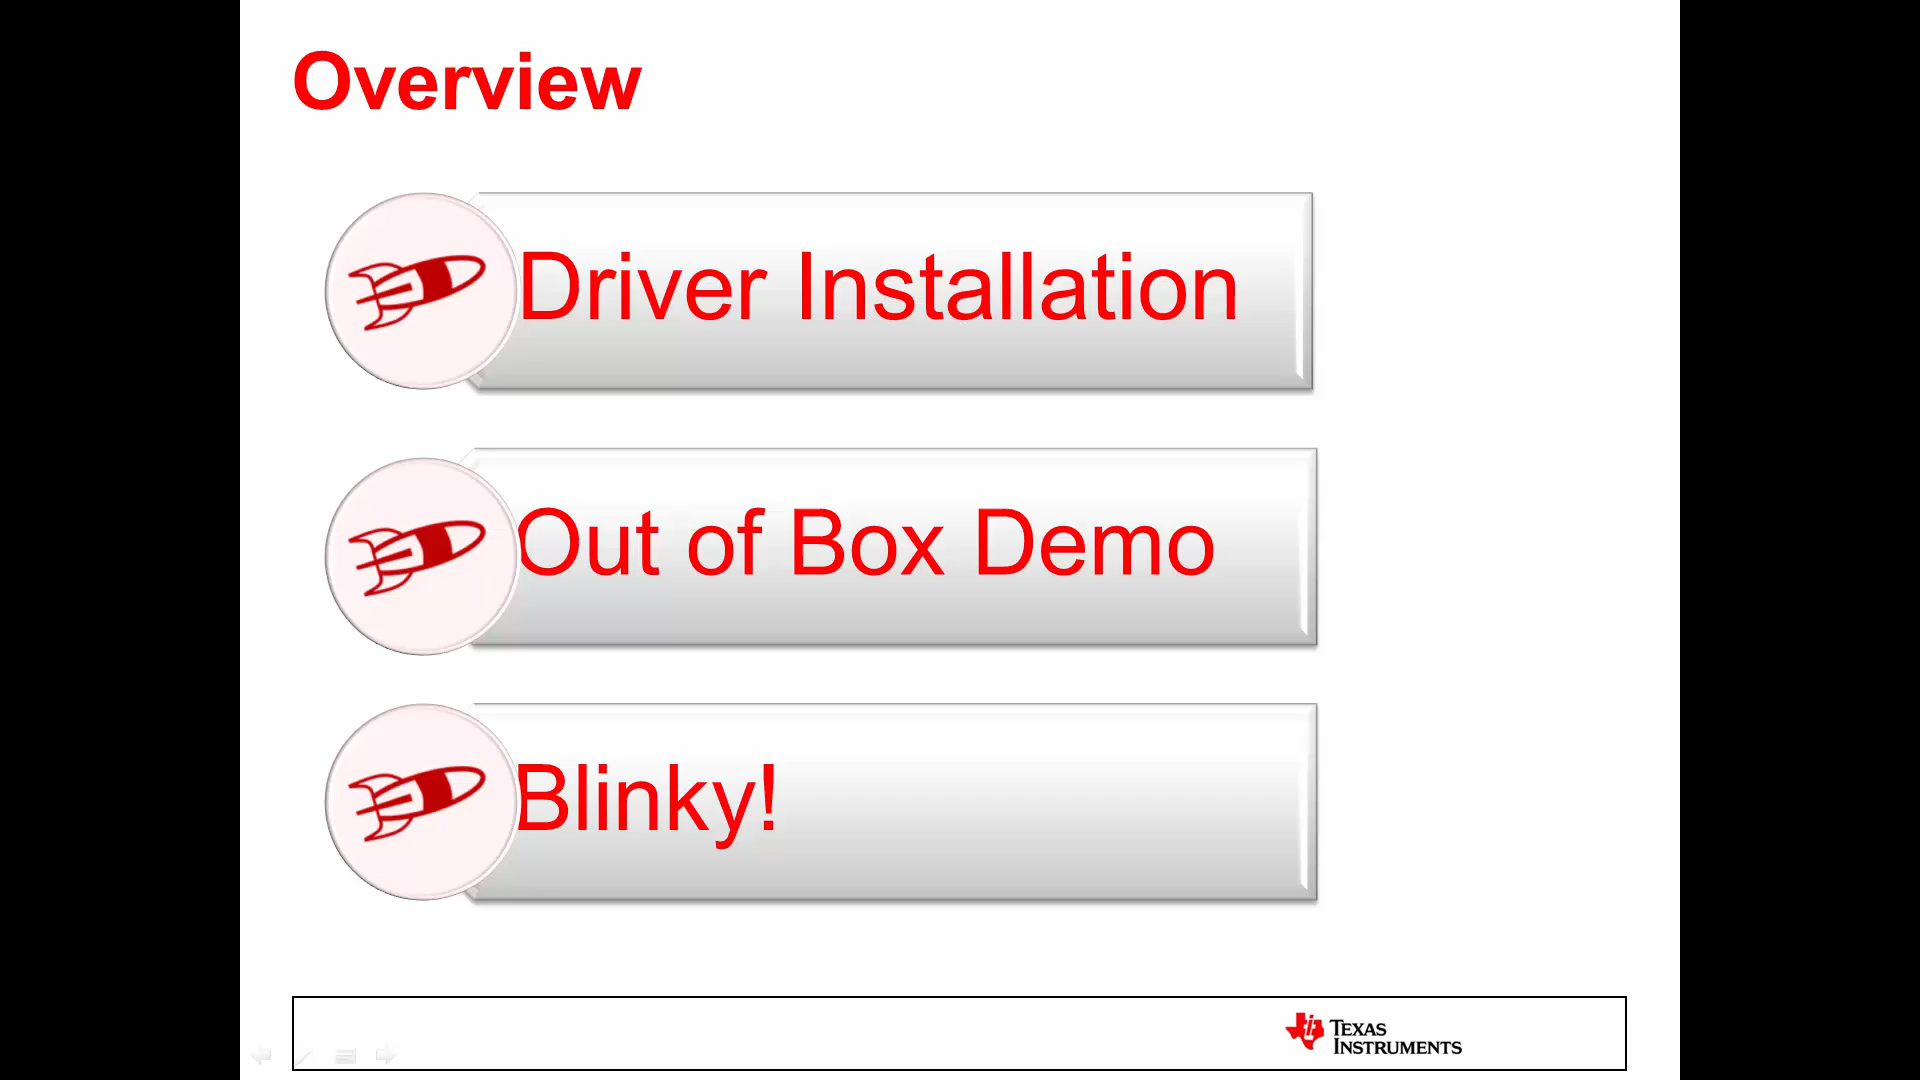 Overview
Driver Installation
Out of Box Demo
Blinky!
TEXAS
INSTRUMENTS